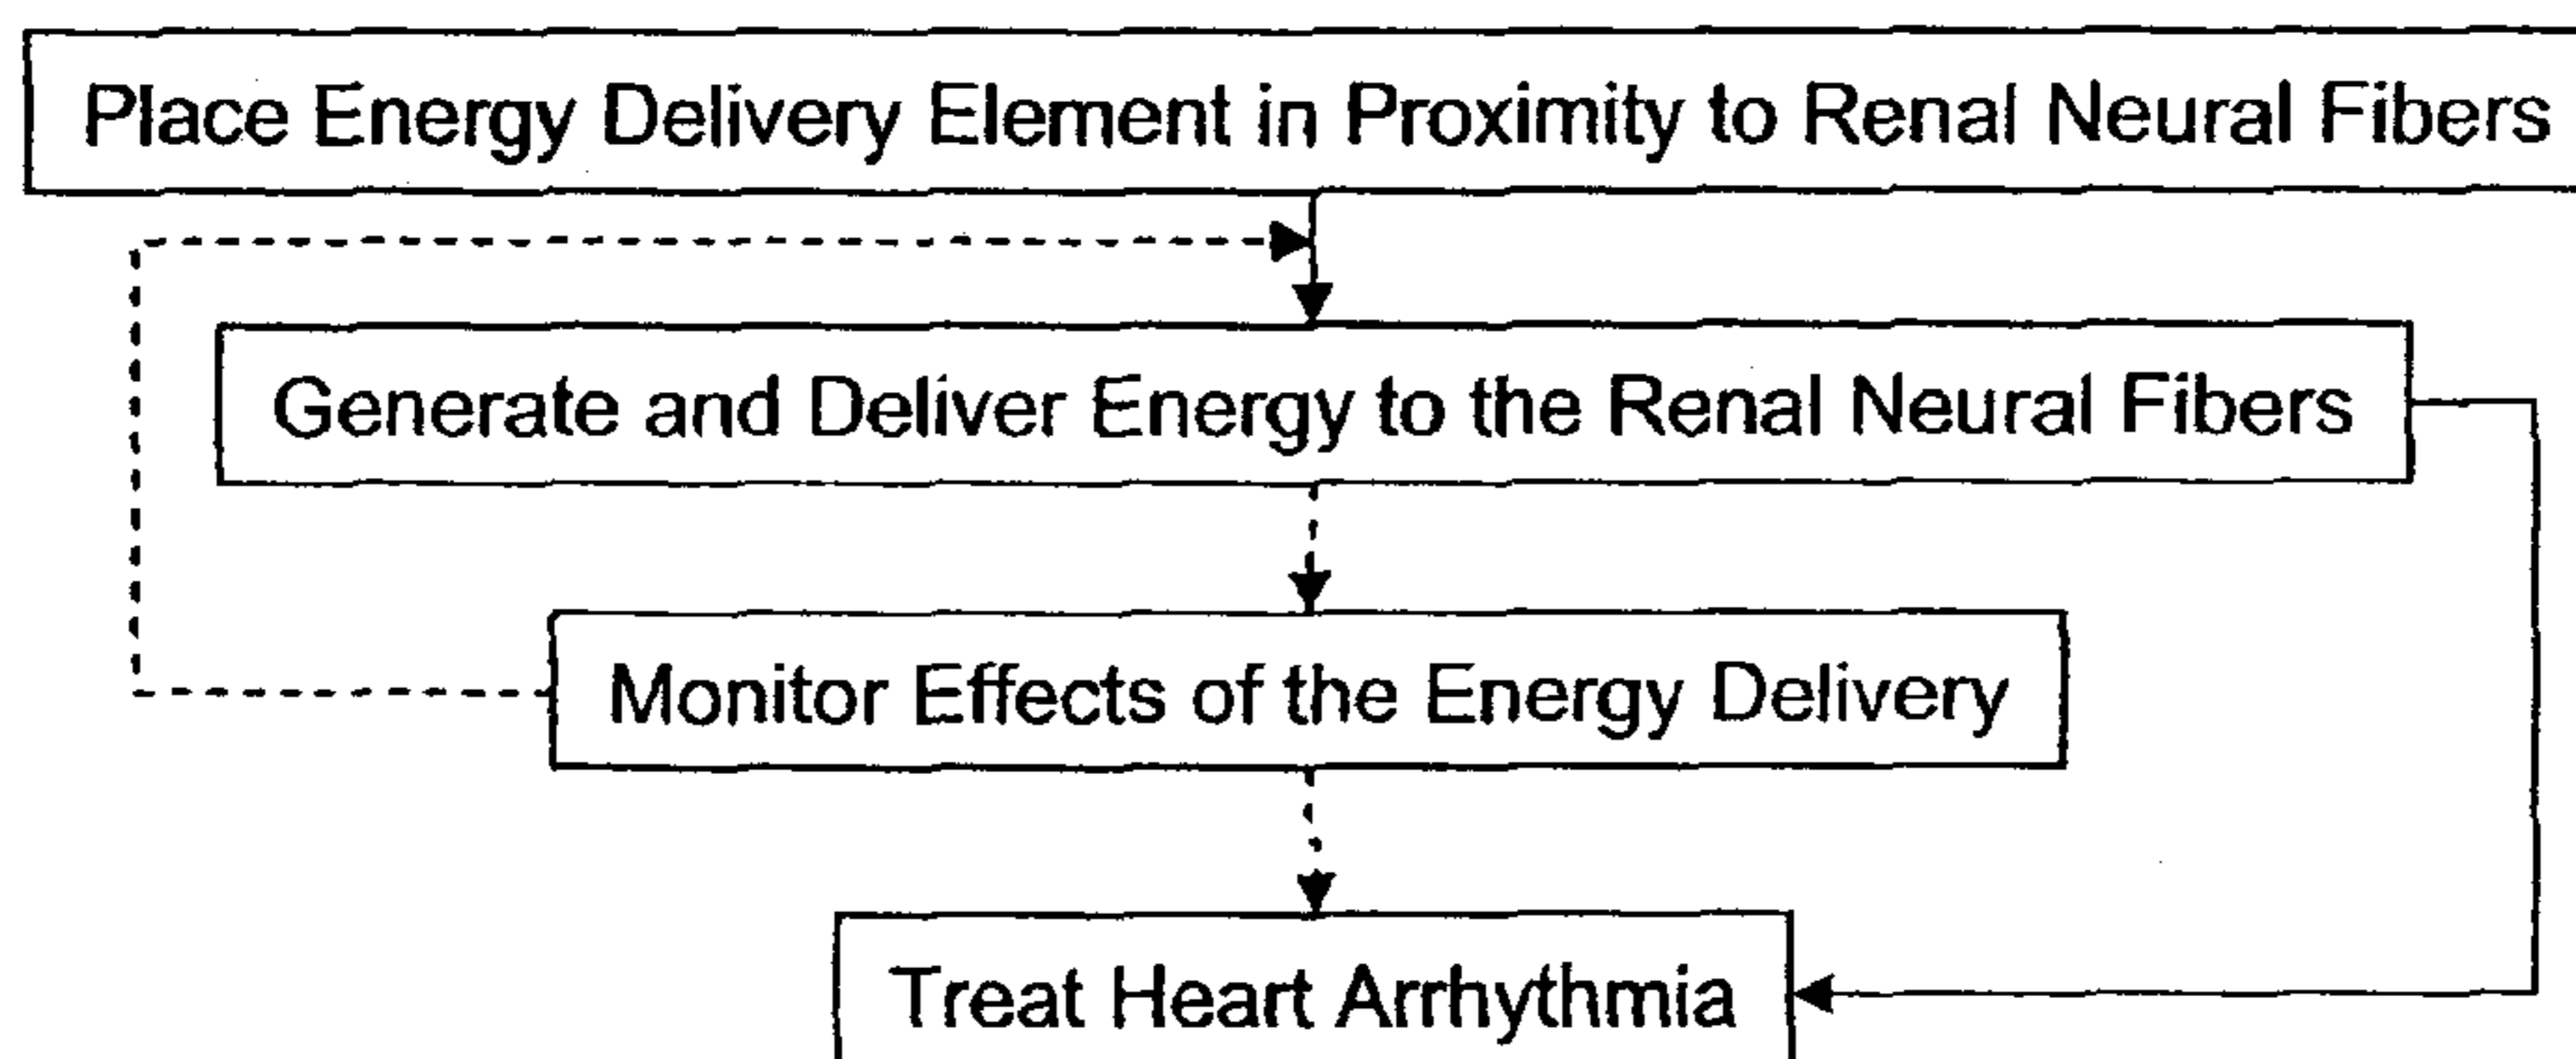 Place Energy Delivery Element in Proximity to Renal Neural Fibers
Generate and Deliver Energy to the Renal Neural Fibers
Monitor Effects of the Energy Delivery
Treat Heart Arrhythmia